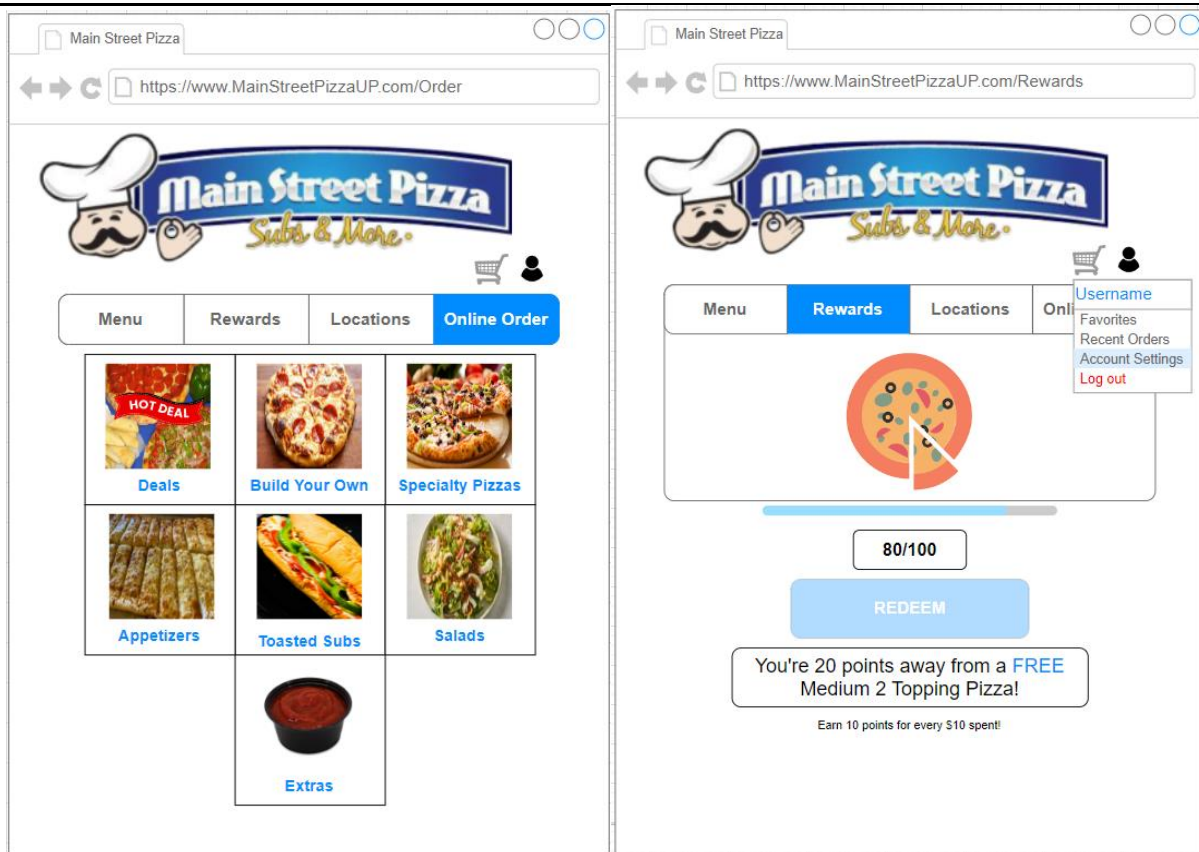 Main Street Pizza
https://www.MainStreetPizzaUP.com/Order
Main Street Pizza
Subs & More
Menu
Rewards
Locations
Online Order
HOT DEAL
Deals
Build Your Own
Specialty Pizzas
Appetizers
Toasted Subs
Salads
Extras
Main Street Pizza
https://www.MainStreetPizzaUP.com/Rewards
Main Street Pizza
Subs & More
Menu
Rewards
Locations
Onli
Username
Favorites
Recent Orders
Account Settings
Log out
80/100
REDEEM
You're 20 points away from a FREE
Medium 2 Topping Pizza!
Earn 10 points for every $10 spent!